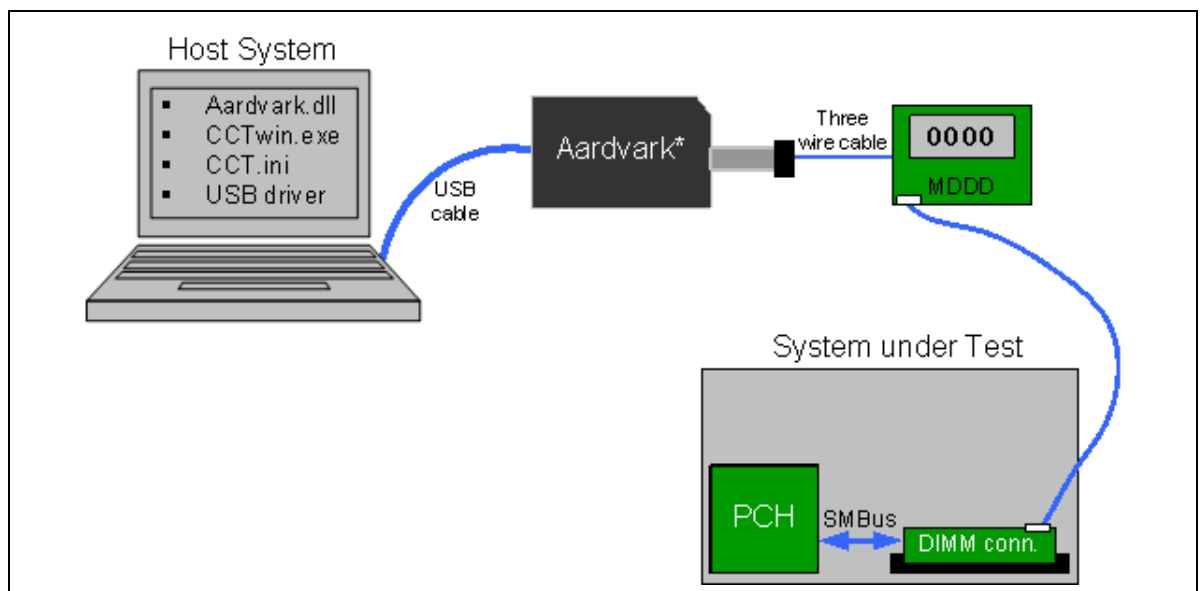 Host System
▪ Aardvark.dll
▪ CCTwin.exe
▪ CCT.ini
▪ USB driver
USB
cable
Aardvark*
Three
wire cable
0000
MDDD
System under Test
PCH
SMBus
DIMM conn.